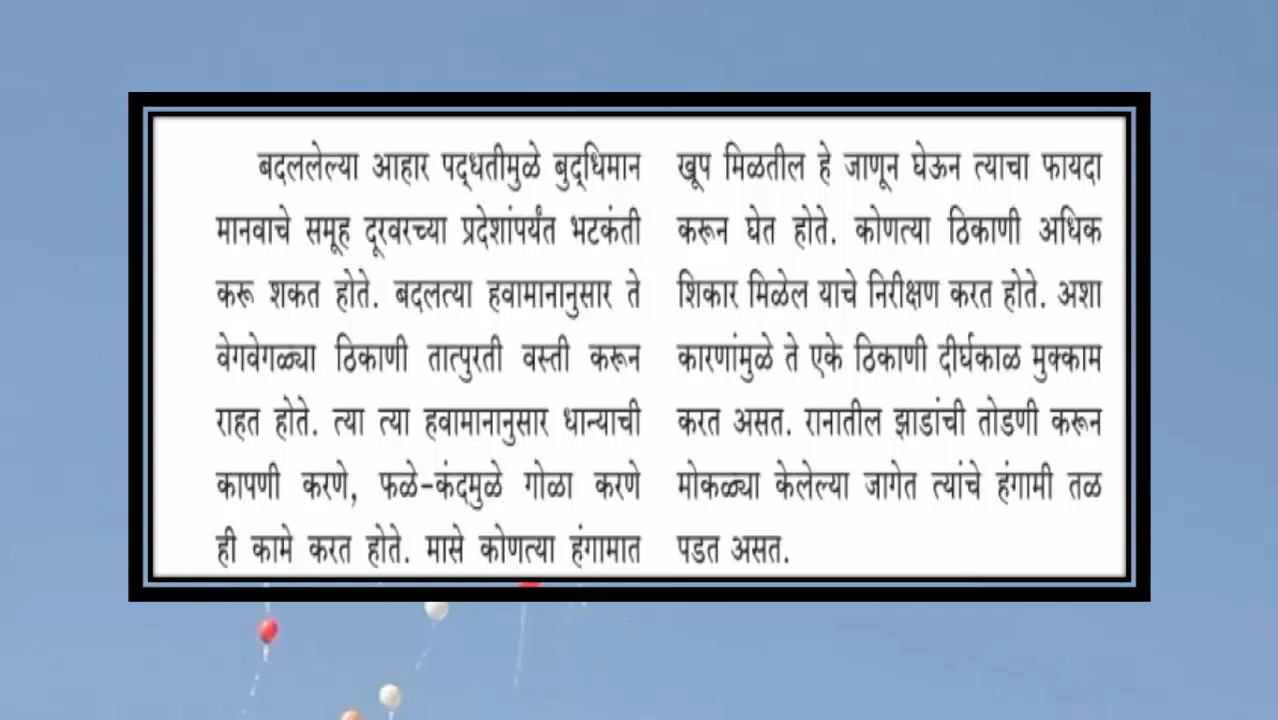 बदललेल्या आहार पद्धतीमुळे बुद्धिमान
मानवाचे समूह दूरवरच्या प्रदेशांपर्यंत भटकंती
करू शकत होते. बदलत्या हवामानानुसार ते
वेगवेगळ्या ठिकाणी तात्पुरती वस्ती करून
राहत होते. त्या त्या हवामानानुसार धान्याची
कापणी करणे, फळे-कंदमुळे गोळा करणे
ही कामे करत होते. मासे कोणत्या हंगामात
खूप मिळतील हे जाणून घेऊन त्याचा फायदा
करून घेत होते. कोणत्या ठिकाणी अधिक
शिकार मिळेल याचे निरीक्षण करत होते. अशा
कारणांमुळे ते एके ठिकाणी दीर्घकाळ मुक्काम
करत असत. रानातील झाडांची तोडणी करून
मोकळ्या केलेल्या जागेत त्यांचे हंगामी तळ
पडत असत.